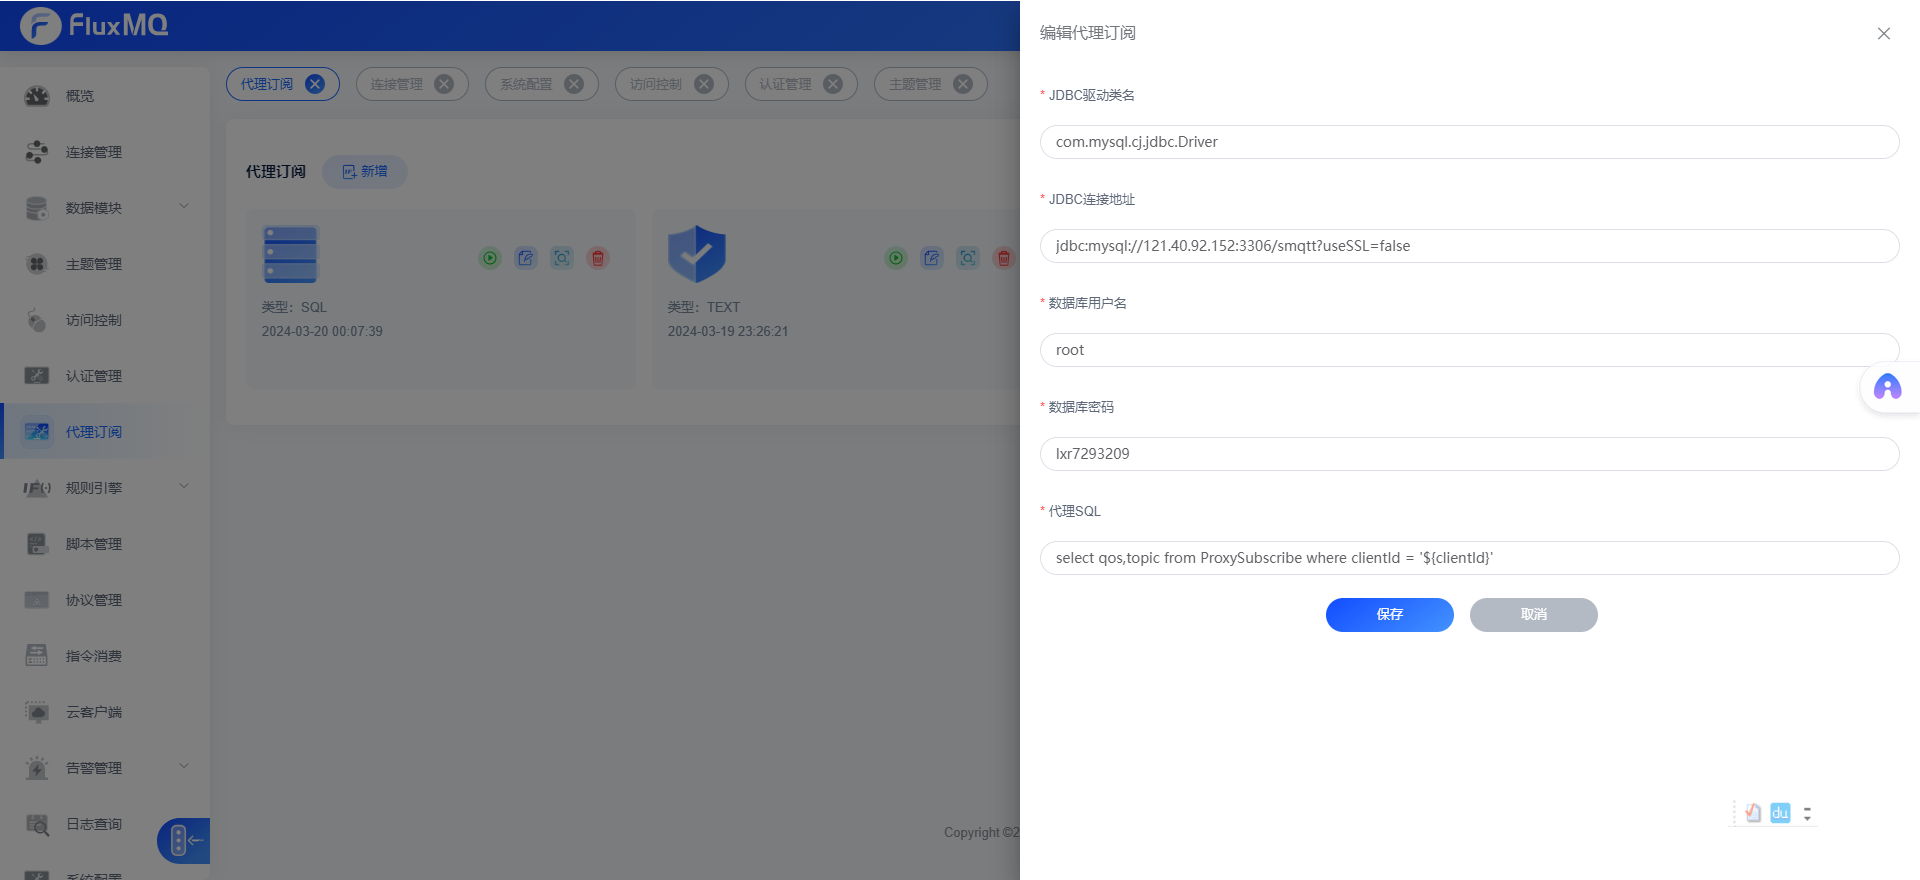 FluxMQ
概览
连接管理
数据模块
主题管理
访问控制
认证管理
代理订阅
规则引擎
脚本管理
协议管理
指令消费
云客户端
告警管理
日志查询
系统配置
代理订阅
连接管理
系统配置
访问控制
认证管理
主题管理
代理订阅
新增
类型：SQL
2024-03-20 00:07:39
类型：TEXT
2024-03-19 23:26:21
Copyright ©2
编辑代理订阅
* JDBC驱动类名
com.mysql.cj.jdbc.Driver
* JDBC连接地址
jdbc:mysql://121.40.92.152:3306/smqtt?useSSL=false
* 数据库用户名
root
* 数据库密码
lxr7293209
* 代理SQL
select qos,topic from ProxySubscribe where clientId = '${clientId}'
保存
取消
du